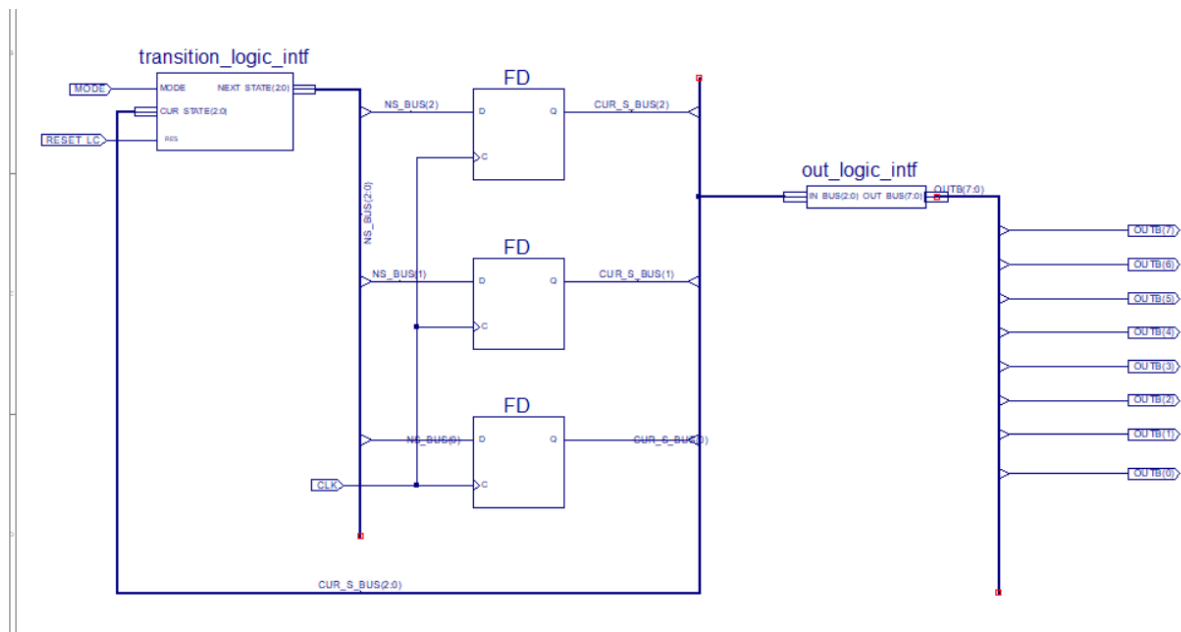 transition_logic_intf
MODE
MODE
NEXT STATE(2:0)
CUR STATE(2:0)
RESET LC
RES
NS_BUS(2:0)
NS_BUS(2)
FD
D
Q
C
CUR_S_BUS(2)
NS_BUS(1)
FD
D
Q
C
CUR_S_BUS(1)
NS_BUS(0)
FD
D
Q
C
CUR_S_BUS(0)
CLK
CUR_S_BUS(2:0)
out_logic_intf
IN BUS(2:0)
OUT BUS(7:0)
OUTB(7:0)
OUTB(7)
OUTB(6)
OUTB(5)
OUTB(4)
OUTB(3)
OUTB(2)
OUTB(1)
OUTB(0)